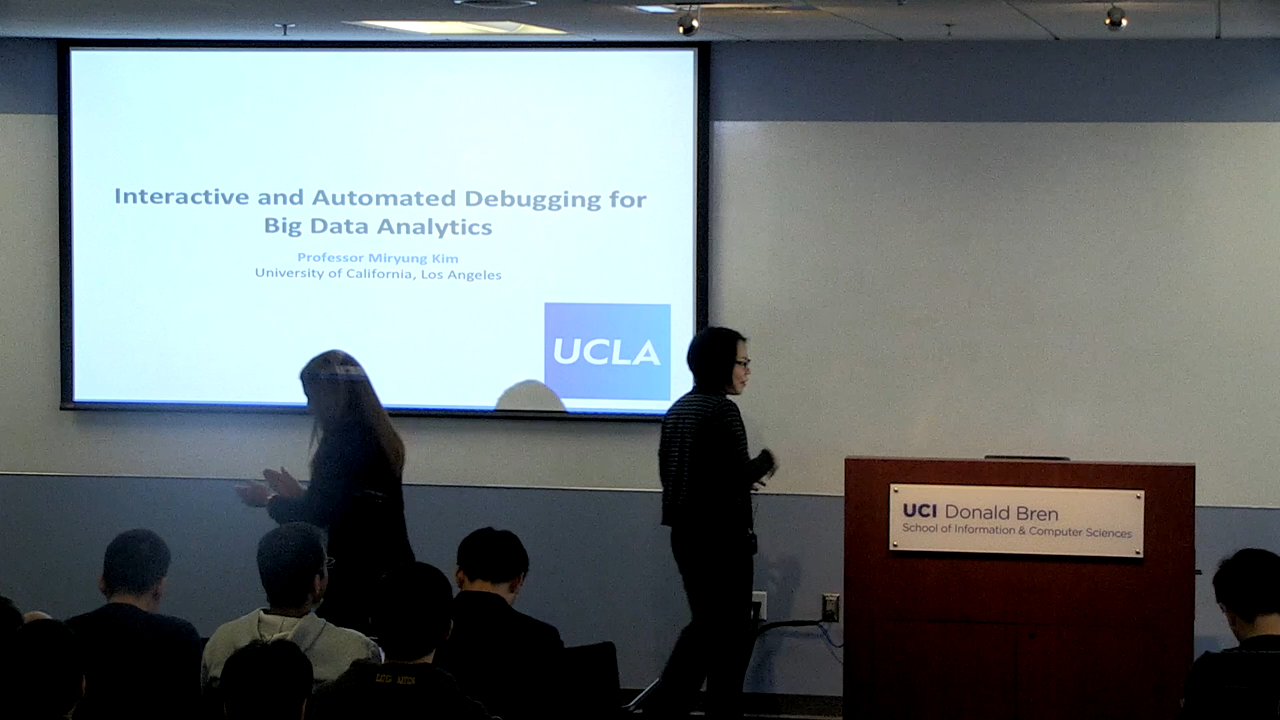 Interactive and Automated Debugging for
Big Data Analytics
Professor Miryung Kim
University of California, Los Angeles
UCLA
UCI Donald Bren
School of Information & Computer Sciences